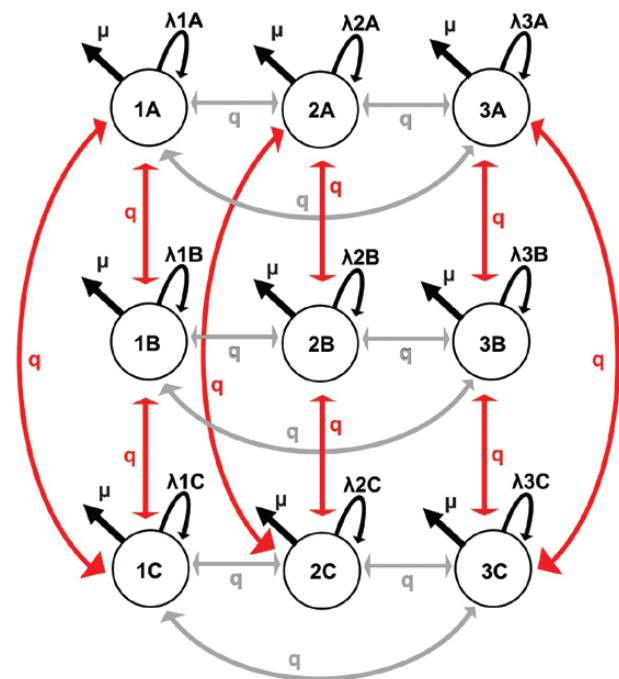 λ1A λ2A λ3A
μ μ μ
1A 2A 3A
q q
q
q q q
λ1B λ2B λ3B
μ μ μ
1B 2B 3B
q q
q q q
q
q q q
λ1C λ2C λ3C
μ μ μ
1C 2C 3C
q q
q